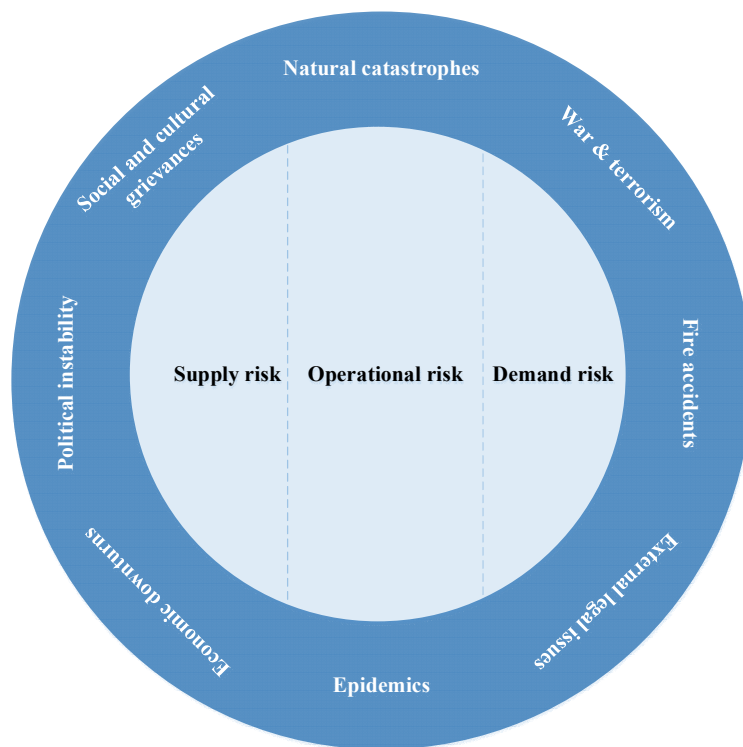 Natural catastrophes
War & terrorism
Fire accidents
External legal issues
Epidemics
Economic downturns
Political instability
Social and cultural
grievances
Supply risk
Operational risk
Demand risk